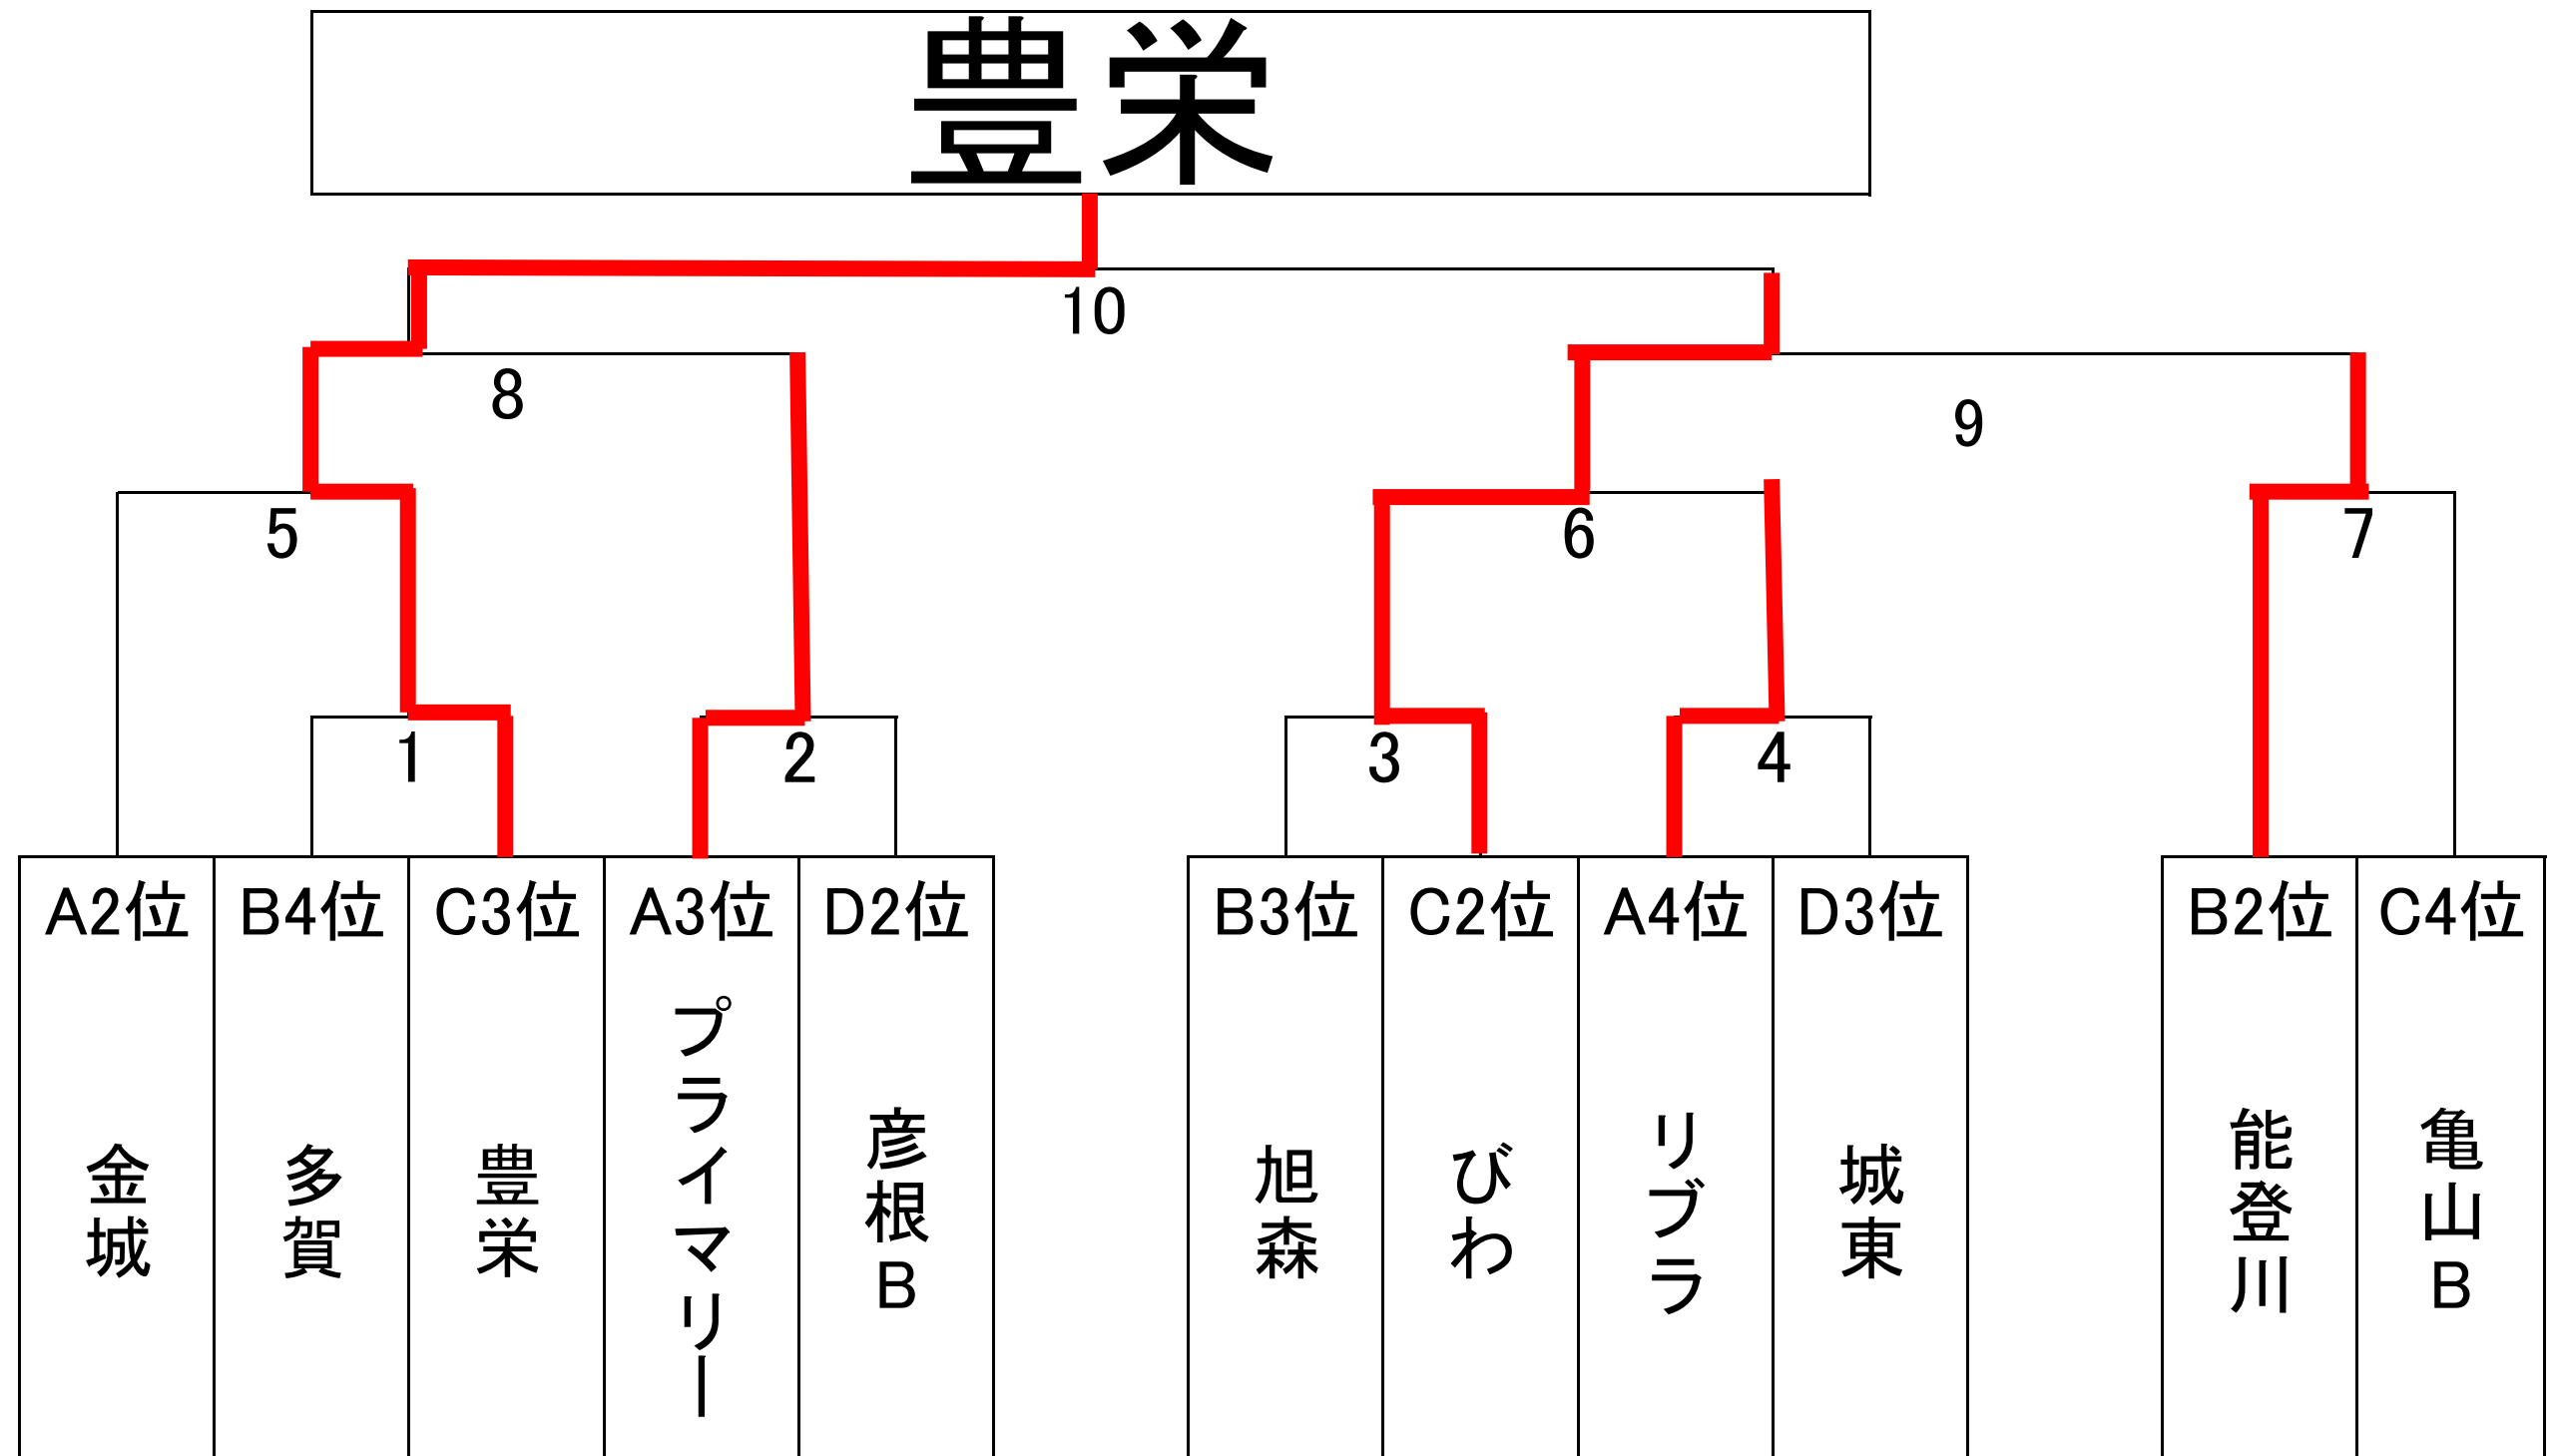 豊栄
10
8
9
5
6
7
1
2
3
4
A2位
B4位
C3位
A3位
D2位
B3位
C2位
A4位
D3位
B2位
C4位
金城
多賀
豊栄
プライマリー
彦根B
旭森
びわ
リブラ
城東
能登川
亀山B